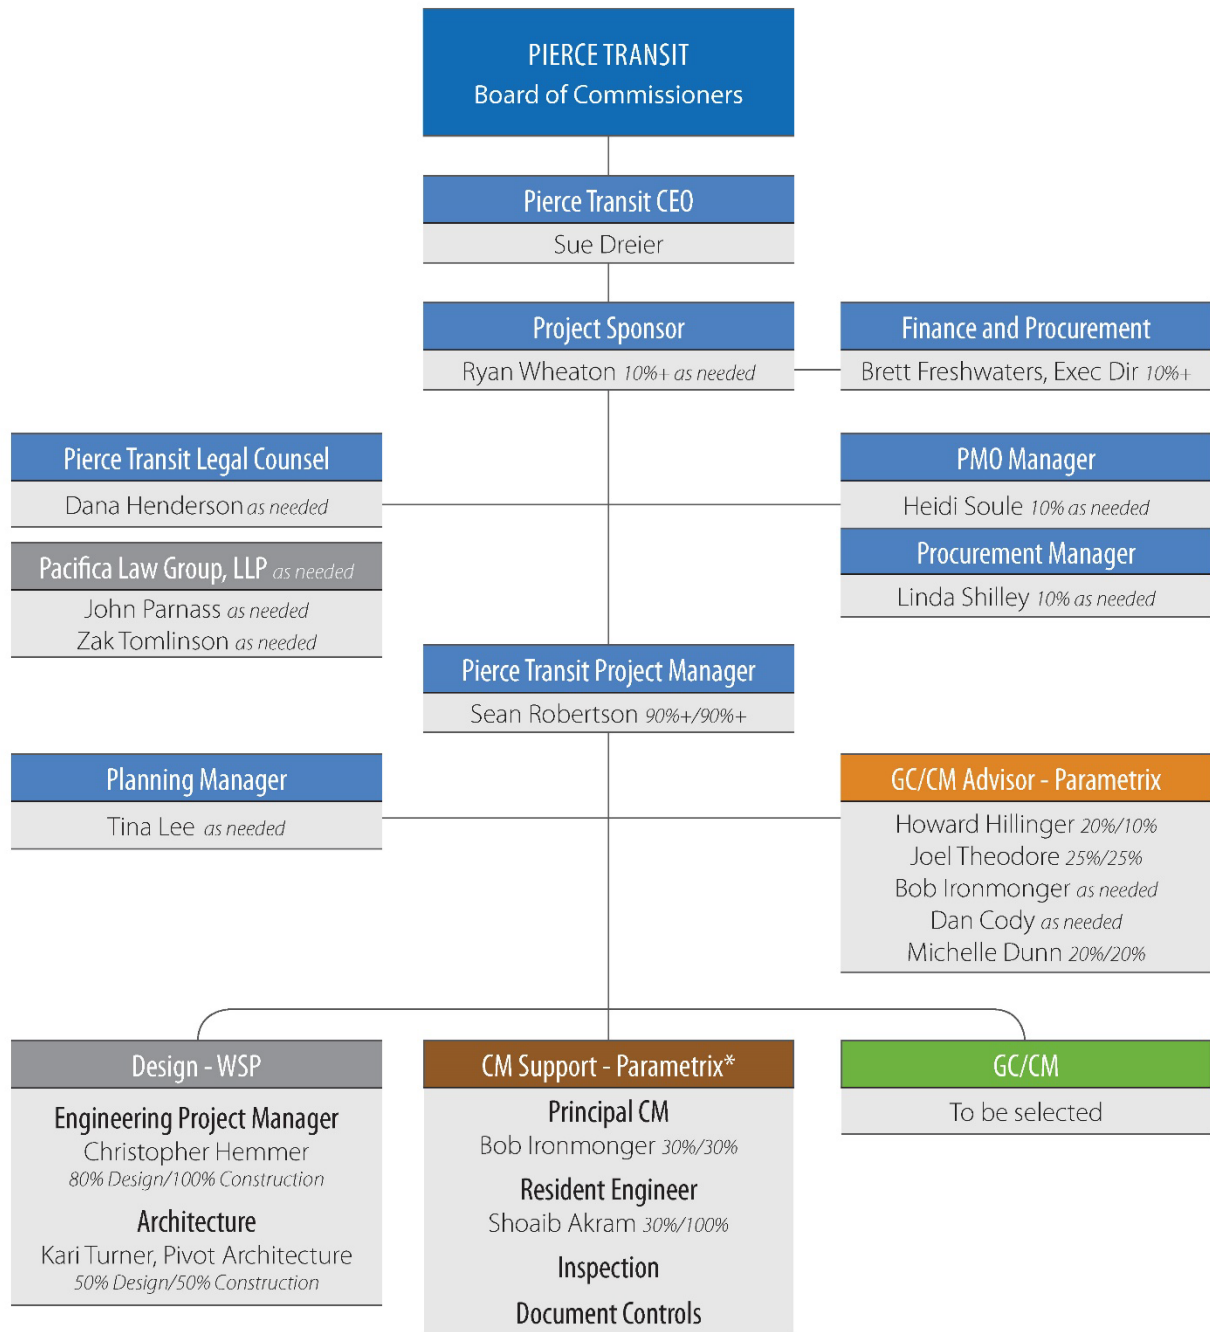 PIERCE TRANSIT
Board of Commissioners
Pierce Transit CEO
Sue Dreier
Project Sponsor
Ryan Wheaton 10%+ as needed
Finance and Procurement
Brett Freshwaters, Exec Dir 10%+
Pierce Transit Legal Counsel
Dana Henderson as needed
PMO Manager
Heidi Soule 10% as needed
Pacifica Law Group, LLP as needed
John Parnass as needed
Zak Tomlinson as needed
Procurement Manager
Linda Shilley 10% as needed
Pierce Transit Project Manager
Sean Robertson 90%+/90%+
Planning Manager
Tina Lee as needed
GC/CM Advisor - Parametrix
Howard Hillinger 20%/10%
Joel Theodore 25%/25%
Bob Ironmonger as needed
Dan Cody as needed
Michelle Dunn 20%/20%
Design - WSP
Engineering Project Manager
Christopher Hemmer
80% Design/100% Construction
Architecture
Kari Turner, Pivot Architecture
50% Design/50% Construction
CM Support - Parametrix*
Principal CM
Bob Ironmonger 30%/30%
Resident Engineer
Shoaib Akram 30%/100%
Inspection
Document Controls
GC/CM
To be selected